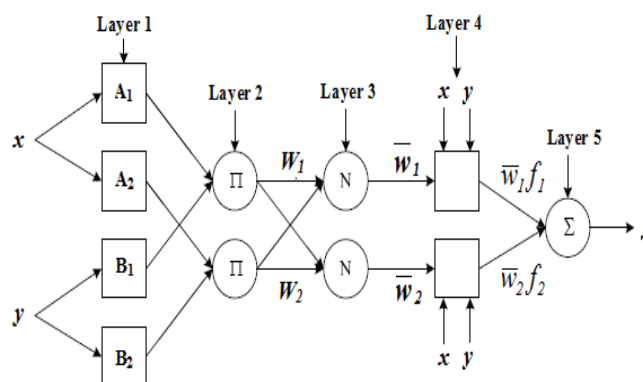 Layer 1
Layer 4
A1
x y
Layer 2
Layer 3
x
W1
w̅1
Layer 5
Π
N
w̅1f1
A2
Σ
B1
Π
N
w̅2f2
W2
w̅2
y
B2
x y